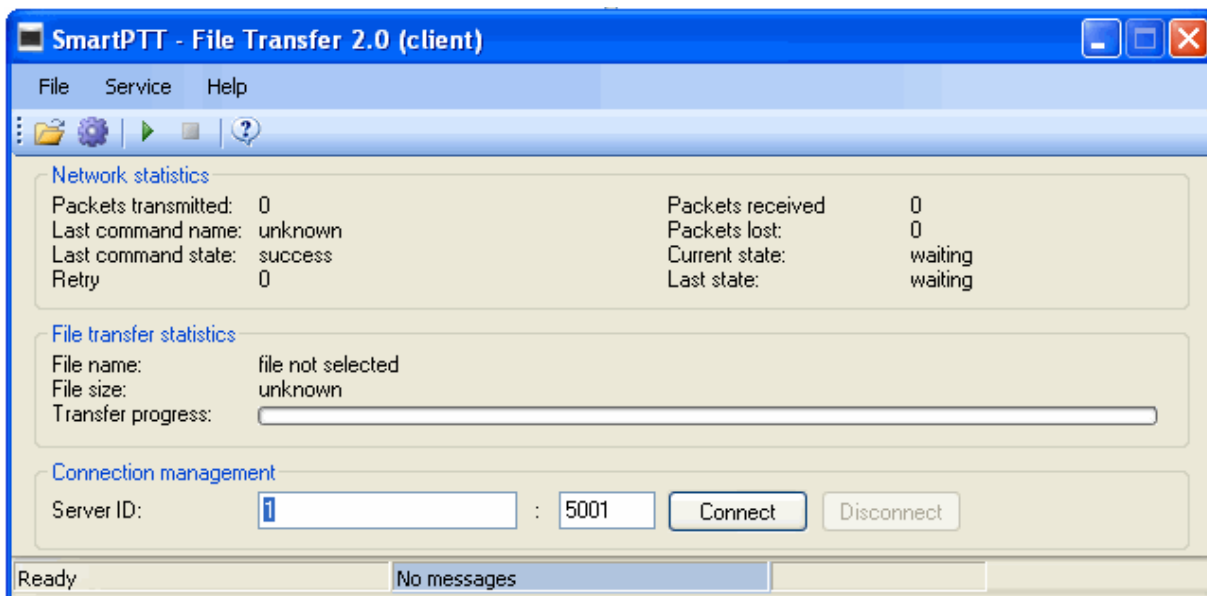 SmartPTT - File Transfer 2.0 (client)
File Service Help
Network statistics
Packets transmitted: 0 Packets received 0
Last command name: unknown Packets lost: 0
Last command state: success Current state: waiting
Retry 0 Last state: waiting
File transfer statistics
File name: file not selected
File size: unknown
Transfer progress:
Connection management
Server ID: 1 : 5001 Connect Disconnect
Ready No messages